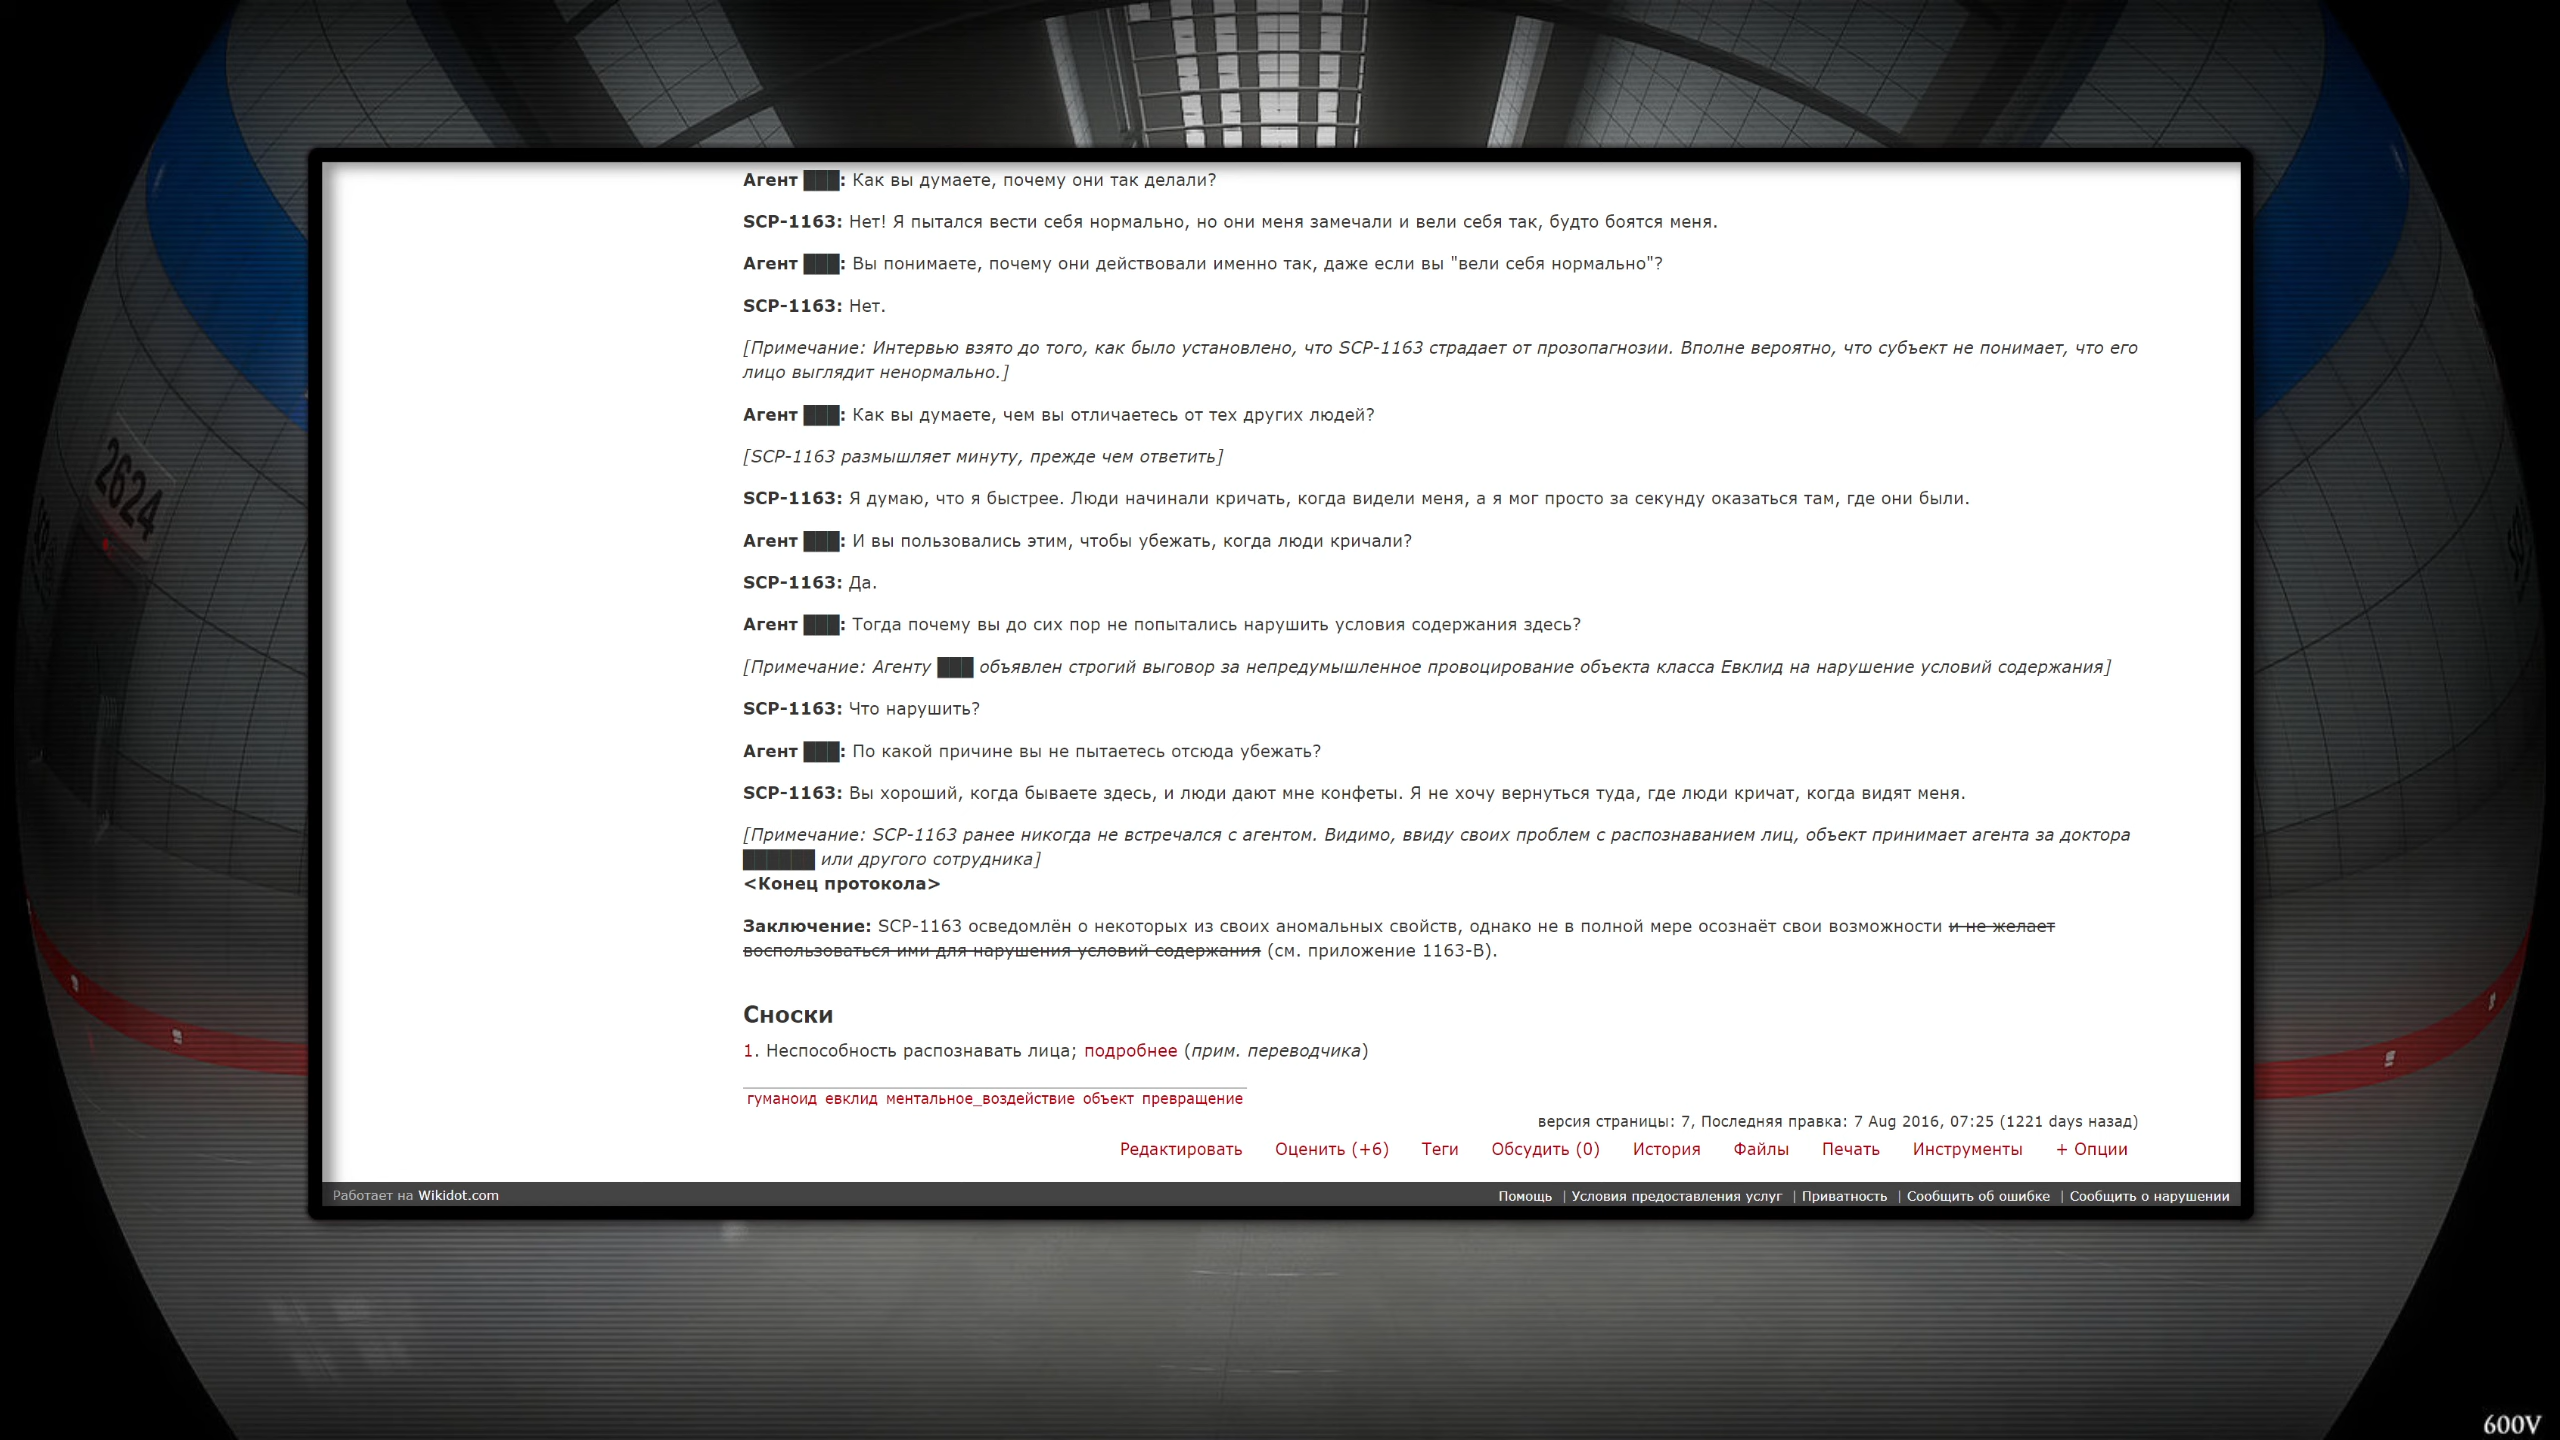 Агент ███: Как вы думаете, почему они так делали?
SCP-1163: Нет! Я пытался вести себя нормально, но они меня замечали и вели себя так, будто боятся меня.
Агент ███: Вы понимаете, почему они действовали именно так, даже если вы "вели себя нормально"?
SCP-1163: Нет.
[Примечание: Интервью взято до того, как было установлено, что SCP-1163 страдает от прозопагнозии. Вполне вероятно, что субъект не понимает, что его
лицо выглядит ненормально.]
Агент ███: Как вы думаете, чем вы отличаетесь от тех других людей?
[SCP-1163 размышляет минуту, прежде чем ответить]
SCP-1163: Я думаю, что я быстрее. Люди начинали кричать, когда видели меня, а я мог просто за секунду оказаться там, где они были.
Агент ███: И вы пользовались этим, чтобы убежать, когда люди кричали?
SCP-1163: Да.
Агент ███: Тогда почему вы до сих пор не попытались нарушить условия содержания здесь?
[Примечание: Агенту ███ объявлен строгий выговор за непредумышленное провоцирование объекта класса Евклид на нарушение условий содержания]
SCP-1163: Что нарушить?
Агент ███: По какой причине вы не пытаетесь отсюда убежать?
SCP-1163: Вы хороший, когда бываете здесь, и люди дают мне конфеты. Я не хочу вернуться туда, где люди кричат, когда видят меня.
[Примечание: SCP-1163 ранее никогда не встречался с агентом. Видимо, ввиду своих проблем с распознаванием лиц, объект принимает агента за доктора
██████ или другого сотрудника]
<Конец протокола>
Заключение: SCP-1163 осведомлён о некоторых из своих аномальных свойств, однако не в полной мере осознаёт свои возможности и не желает
воспользоваться ими для нарушения условий содержания (см. приложение 1163-B).
Сноски
1. Неспособность распознавать лица; подробнее (прим. переводчика)
гуманоид евклид ментальное_воздействие объект превращение
версия страницы: 7, Последняя правка: 7 Aug 2016, 07:25 (1221 days назад)
Редактировать Оценить (+6) Теги Обсудить (0) История Файлы Печать Инструменты + Опции
Работает на Wikidot.com
Помощь | Условия предоставления услуг | Приватность | Сообщить об ошибке | Сообщить о нарушении
2624
600V